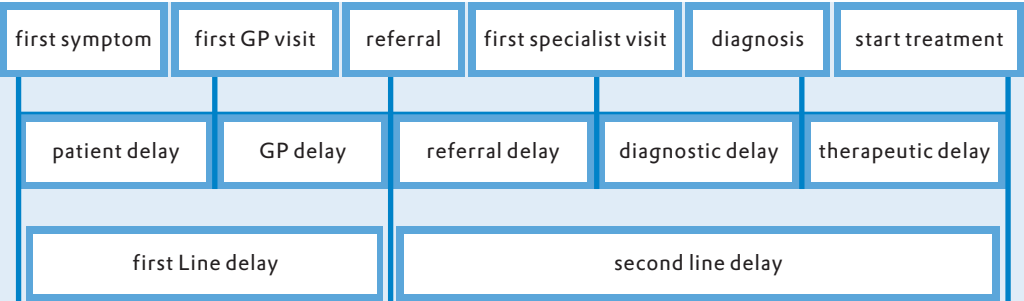 first symptom
first GP visit
referral
first specialist visit
diagnosis
start treatment
patient delay
GP delay
referral delay
diagnostic delay
therapeutic delay
first Line delay
second line delay